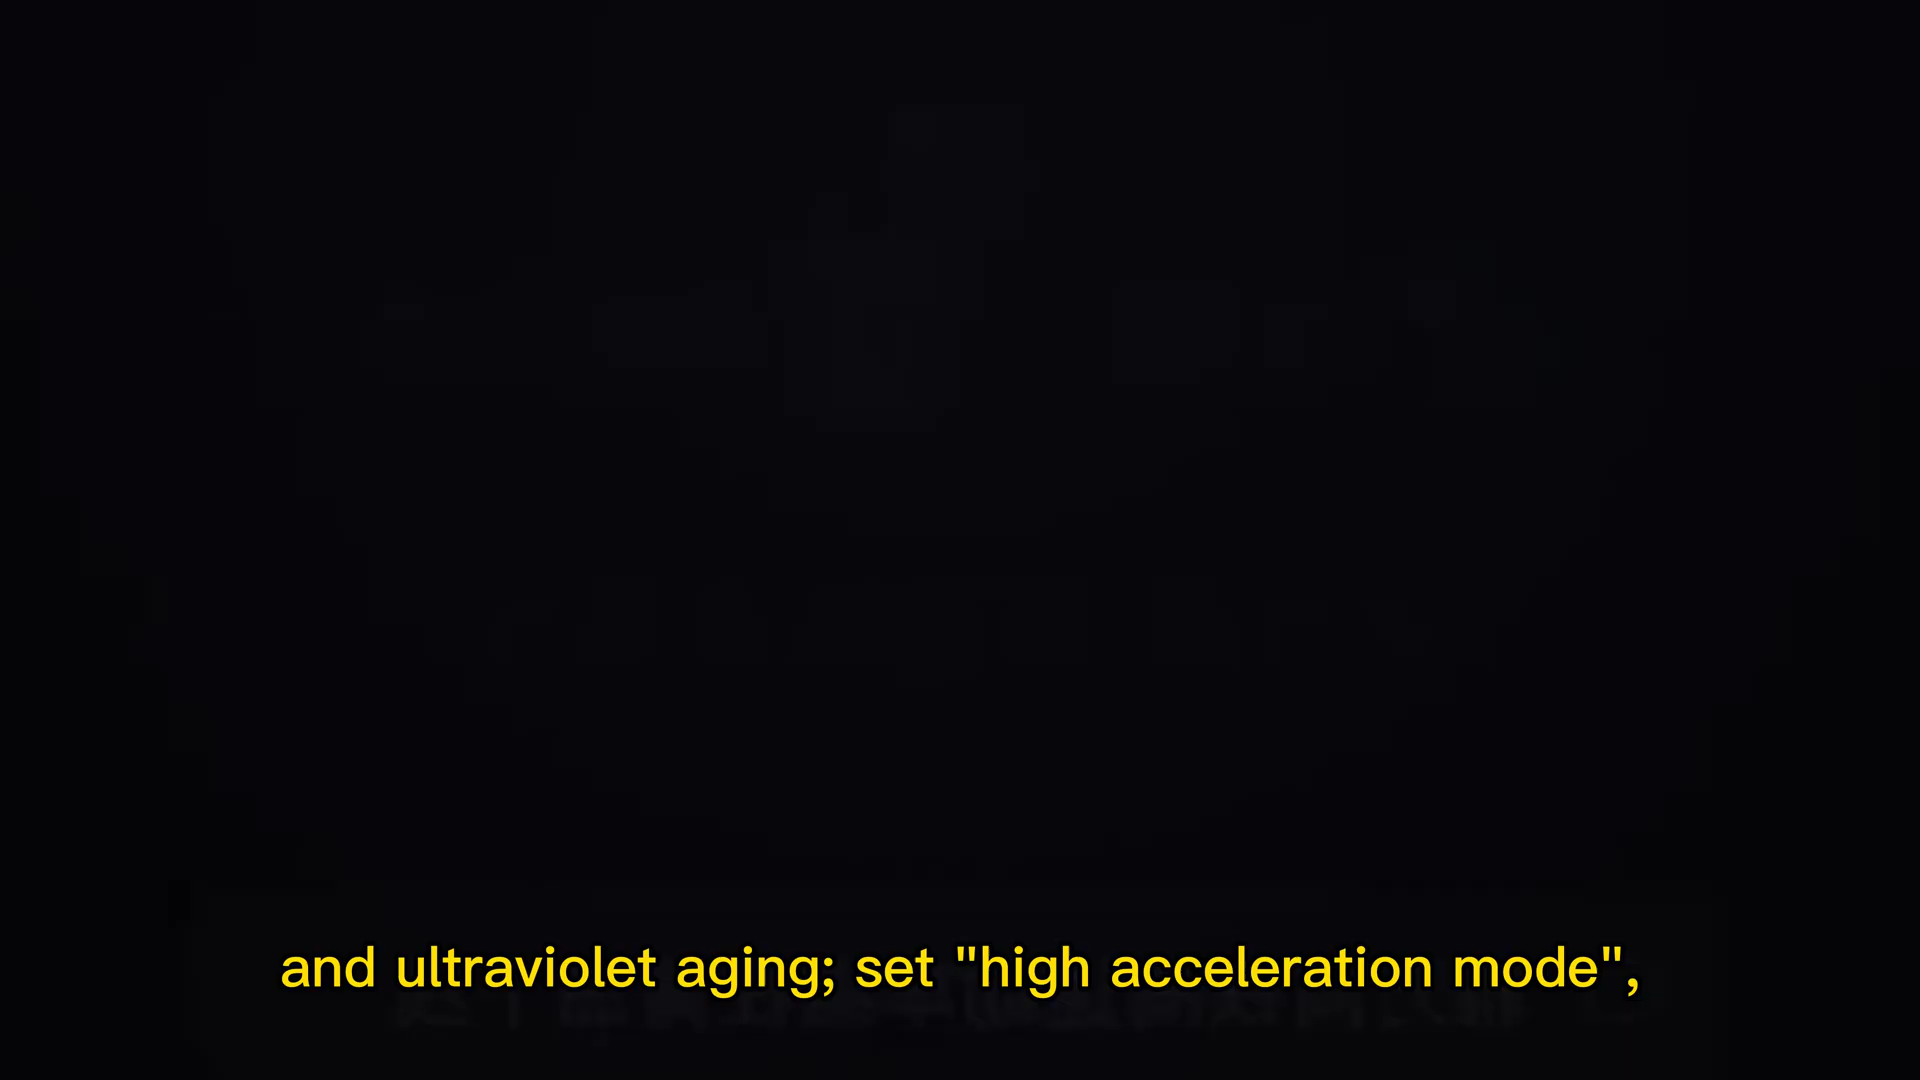 and ultraviolet aging; set "high acceleration mode",